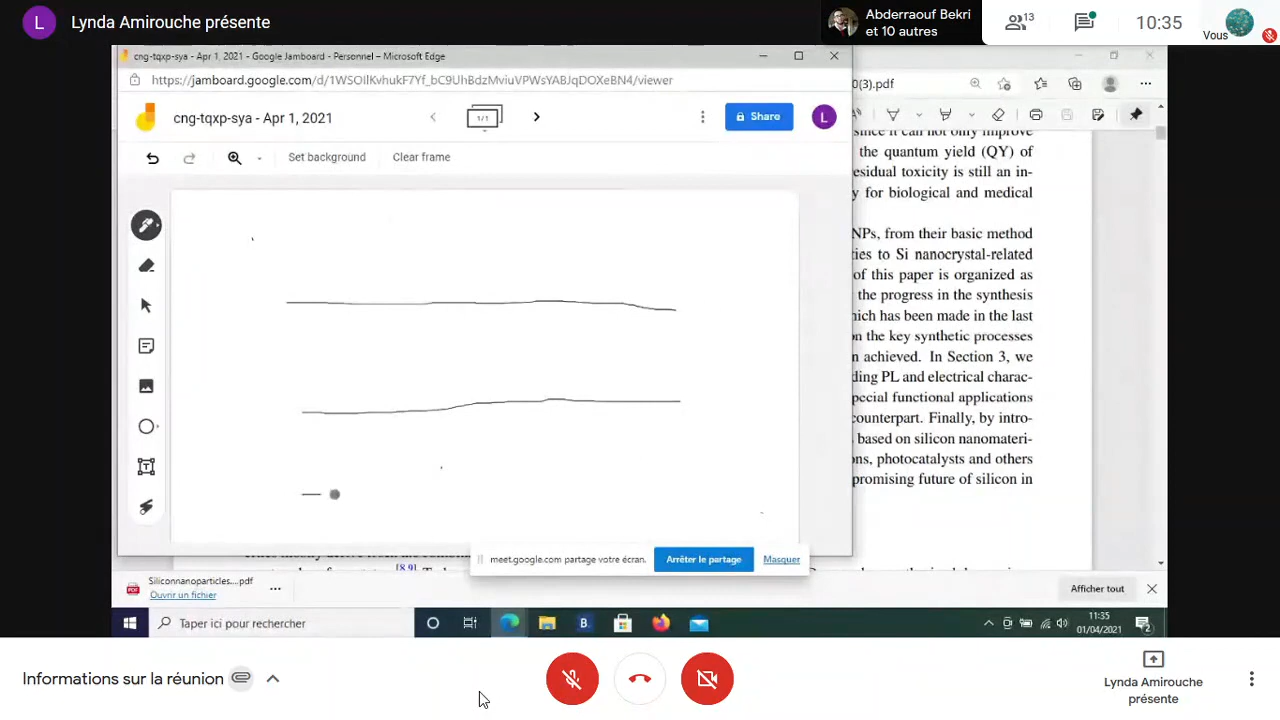 L Lynda Amirouche présente
Abderraouf Bekri
et 10 autres
13
10:35
Vous
cng-tqxp-sya - Apr 1, 2021 - Google Jamboard - Personnel - Microsoft Edge
cng-tqxp-sya - Apr 1, 2021
1/1
Share
L
Undo
Set background
Clear frame
0(3).pdf
since it can not only improve
the quantum yield (QY) of
residual toxicity is still an in-
y for biological and medical
NPs, from their basic method
ties to Si nanocrystal-related
of this paper is organized as
the progress in the synthesis
hich has been made in the last
on the key synthetic processes
n achieved. In Section 3, we
ding PL and electrical charac-
pecial functional applications
counterpart. Finally, by intro-
s based on silicon nanomateri-
ons, photocatalysts and others
promising future of silicon in
[8,9]
meet.google.com partage votre écran.
Arrêter le partage
Masquer
PDF
Siliconnanoparticles....pdf
Ouvrir un fichier
...
Afficher tout
Taper ici pour rechercher
B.
11:35
01/04/2021
2
Informations sur la réunion
Lynda Amirouche
présente